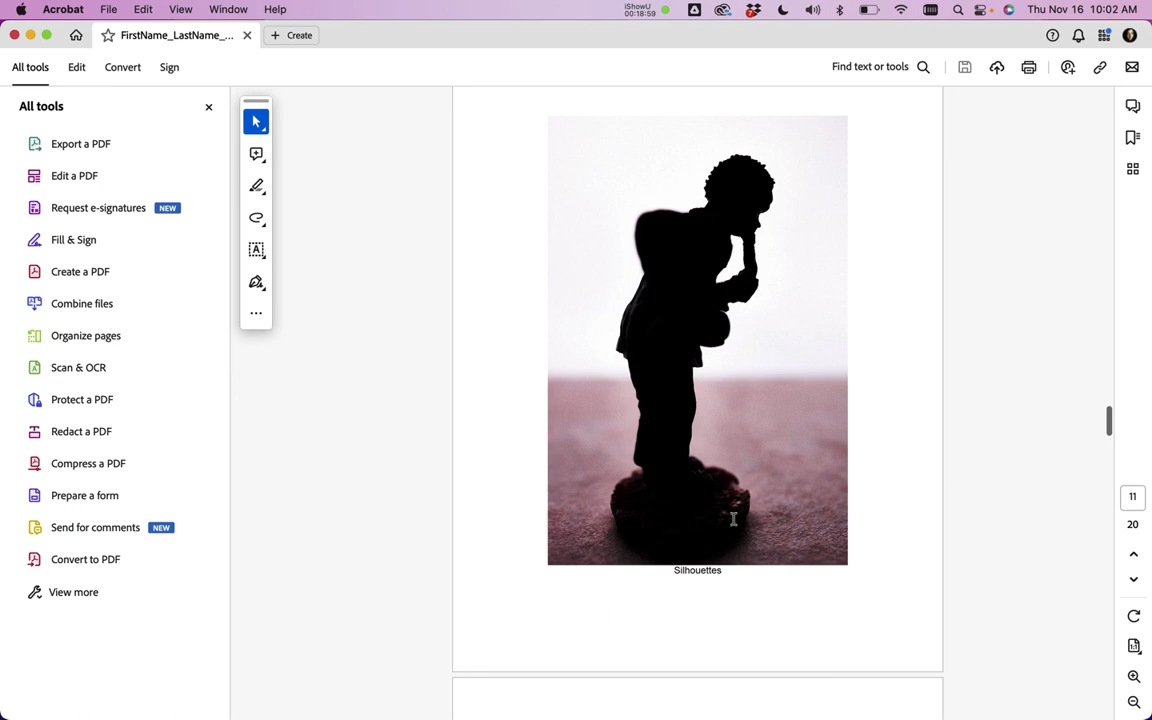 Acrobat File Edit View Window Help
iShowU
00:18:59
7
Thu Nov 16 10:02 AM
FirstName_LastName_...
+ Create
All tools Edit Convert Sign
Find text or tools
All tools
Export a PDF
Edit a PDF
Request e-signatures NEW
Fill & Sign
Create a PDF
Combine files
Organize pages
Scan & OCR
Protect a PDF
Redact a PDF
Compress a PDF
Prepare a form
Send for comments NEW
Convert to PDF
View more
Silhouettes
11
20